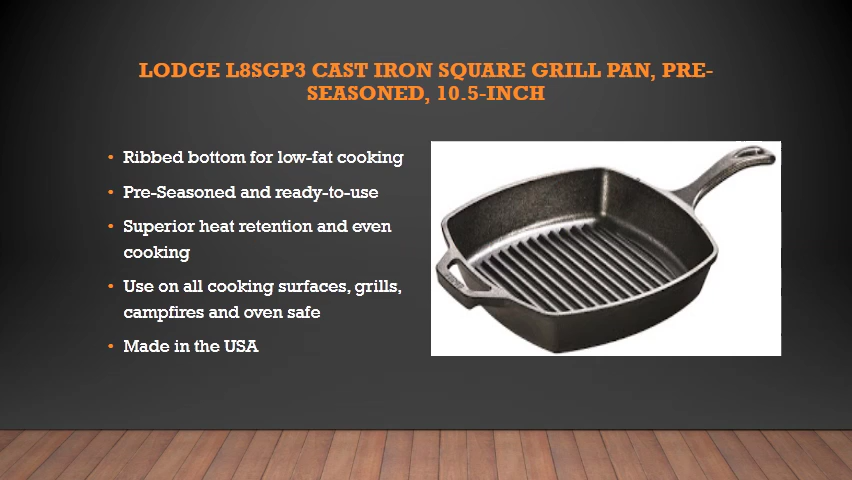 LODGE L8SGP3 CAST IRON SQUARE GRILL PAN, PRE-
SEASONED, 10.5-INCH
• Ribbed bottom for low-fat cooking
• Pre-Seasoned and ready-to-use
• Superior heat retention and even
cooking
• Use on all cooking surfaces, grills,
campfires and oven safe
• Made in the USA